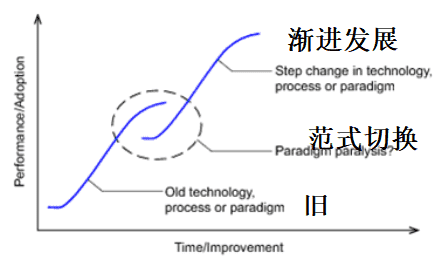 渐进发展
Step change in technology,
process or paradigm
范式切换
Paradigm paralysis?
Old technology,
process or paradigm
旧
Performance/Adoption
Time/Improvement